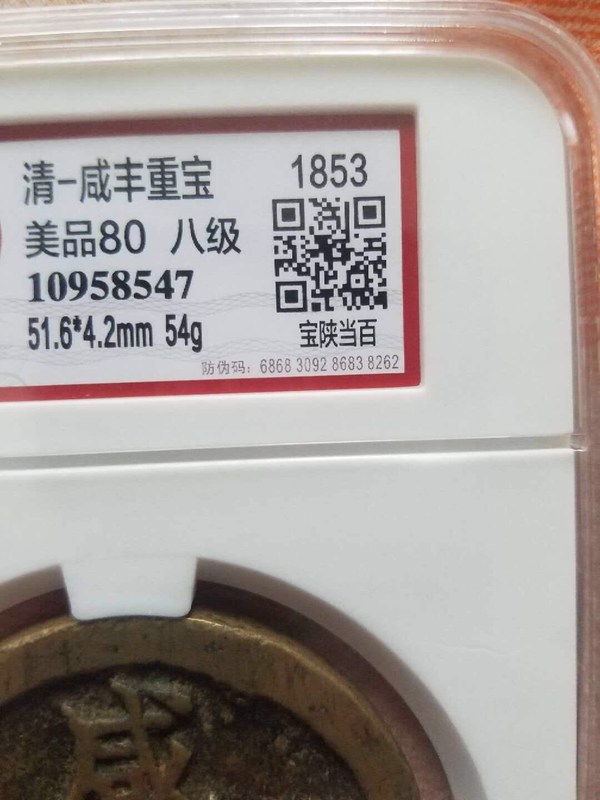 清-咸丰重宝 1853
美品80 八级
10958547
51.6*4.2mm 54g
宝陕当百
防伪码: 6868 3092 8683 8262
咸